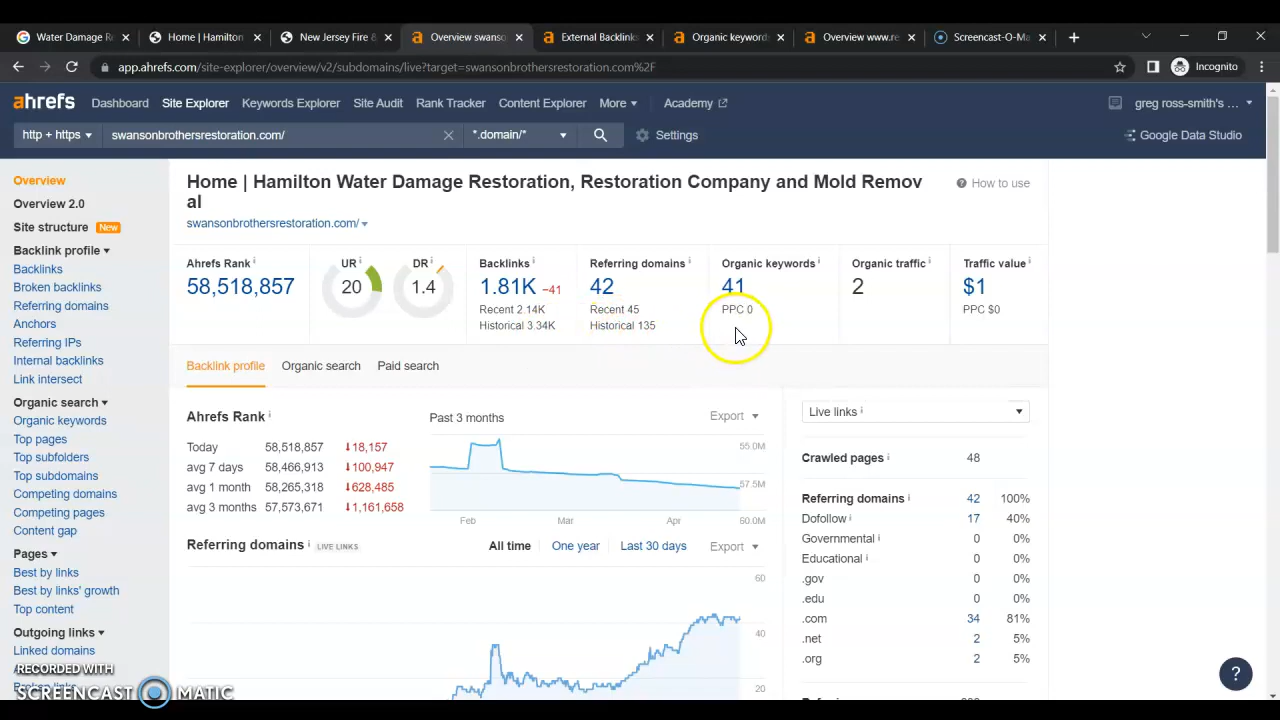 Water Damage Re
Home | Hamilton
New Jersey Fire &
Overview swanso
External Backlinks
Organic keywords
Overview www.re
Screencast-O-Ma
app.ahrefs.com/site-explorer/overview/v2/subdomains/live?target=swansonbrothersrestoration.com%2F
Incognito
ahrefs
Dashboard
Site Explorer
Keywords Explorer
Site Audit
Rank Tracker
Content Explorer
More
Academy
greg ross-smith's ...
http + https
swansonbrothersrestoration.com/
*.domain/*
Settings
Google Data Studio
Overview
Overview 2.0
Site structure New
Backlink profile
Backlinks
Broken backlinks
Referring domains
Anchors
Referring IPs
Internal backlinks
Link intersect
Organic search
Organic keywords
Top pages
Top subfolders
Top subdomains
Competing domains
Competing pages
Content gap
Pages
Best by links
Best by links' growth
Top content
Outgoing links
Linked domains
RECORDED WITH
SCREENCAST MATIC
Home | Hamilton Water Damage Restoration, Restoration Company and Mold Remov
al
How to use
swansonbrothersrestoration.com/
Ahrefs Rank
58,518,857
UR
20
DR
1.4
Backlinks
1.81K −41
Recent 2.14K
Historical 3.34K
Referring domains
42
Recent 45
Historical 135
Organic keywords
41
PPC 0
Organic traffic
2
Traffic value
$1
PPC $0
Backlink profile
Organic search
Paid search
Ahrefs Rank
Today 58,518,857 18,157
avg 7 days 58,466,913 100,947
avg 1 month 58,265,318 628,485
avg 3 months 57,573,671 1,161,658
Past 3 months
Export
55.0M
57.5M
60.0M
Feb Mar Apr
Referring domains LIVE LINKS
All time
One year
Last 30 days
Export
60
40
20
Live links
Crawled pages 48
Referring domains 42 100%
Dofollow 17 40%
Governmental 0 0%
Educational 0 0%
.gov 0 0%
.edu 0 0%
.com 34 81%
.net 2 5%
.org 2 5%
?